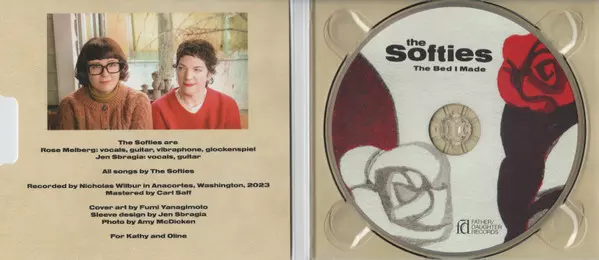 The Softies are
Rose Melberg: vocals, guitar, vibraphone, glockenspiel
Jen Sbragia: vocals, guitar
All songs by The Softies
Recorded by Nicholas Wilbur in Anacortes, Washington, 2023
Mastered by Carl Saff
Cover art by Fumi Yanagimoto
Sleeve design by Jen Sbragia
Photo by Amy McDicken
For Kathy and Oline
the
Softies
The Bed I Made
fd
FATHER/
DAUGHTER
RECORDS